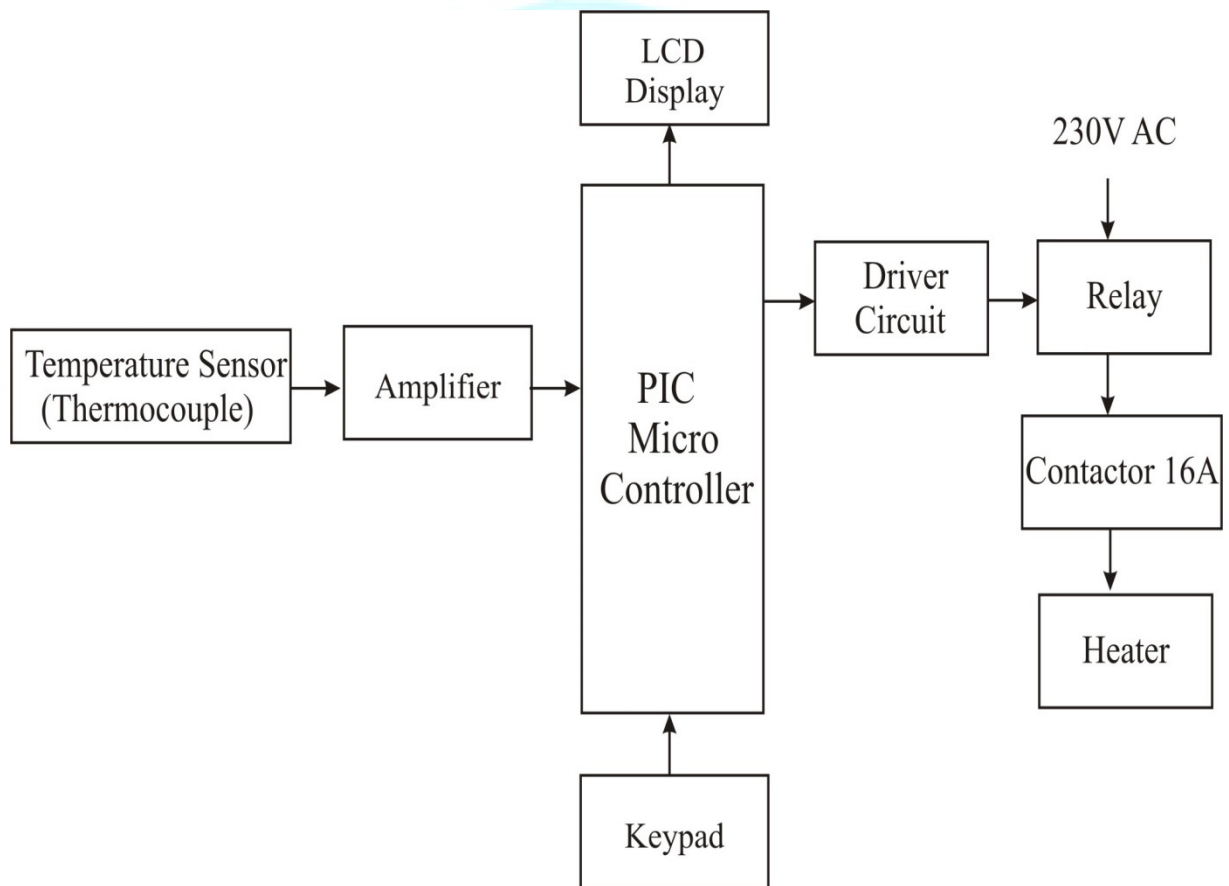 LCD
Display
230V AC
Driver
Circuit
Relay
Temperature Sensor
(Thermocouple)
Amplifier
PIC
Micro
Controller
Contactor 16A
Heater
Keypad